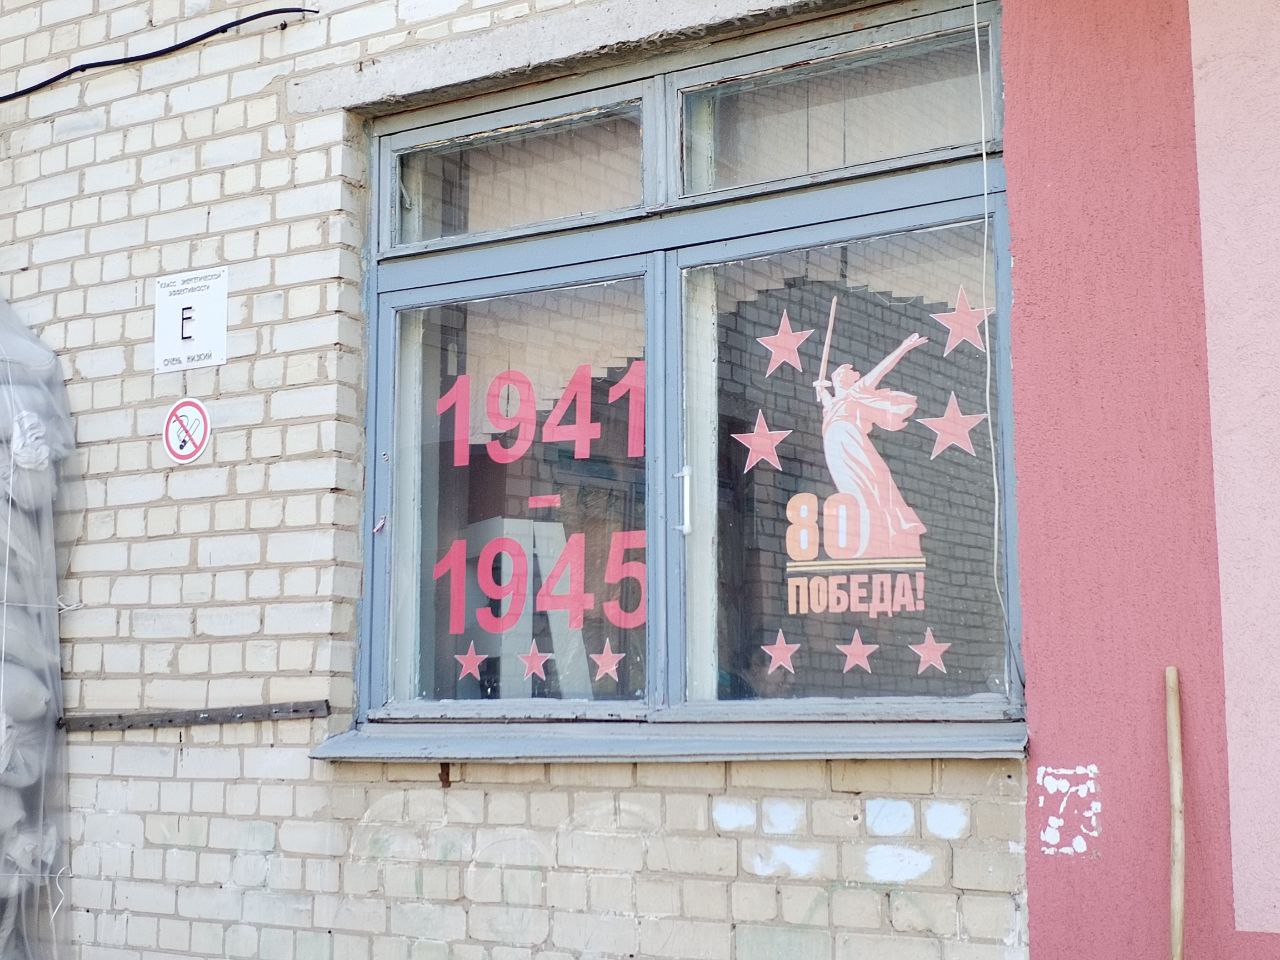 КЛАСС ЭНЕРГЕТИЧЕСКОЙ
ЭФФЕКТИВНОСТИ
E
ОЧЕНЬ НИЗКИЙ
1941
-
1945
80
ПОБЕДА!